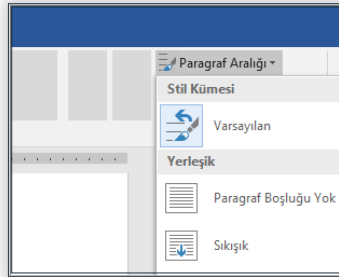 Paragraf Aralığı
Stil Kümesi
Varsayılan
Yerleşik
Paragraf Boşluğu Yok
Sıkışık